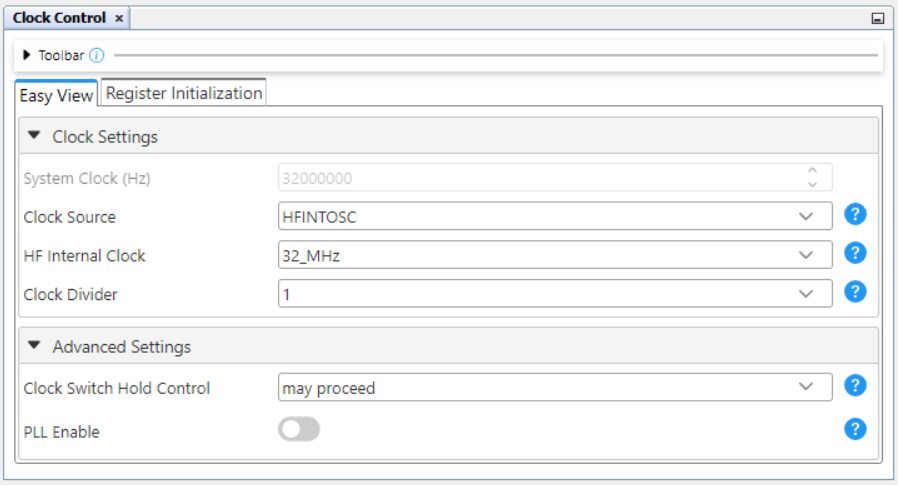 Clock Control ×
Toolbar
Easy View Register Initialization
Clock Settings
System Clock (Hz) 32000000
Clock Source HFINTOSC ?
HF Internal Clock 32_MHz ?
Clock Divider 1 ?
Advanced Settings
Clock Switch Hold Control may proceed ?
PLL Enable ?